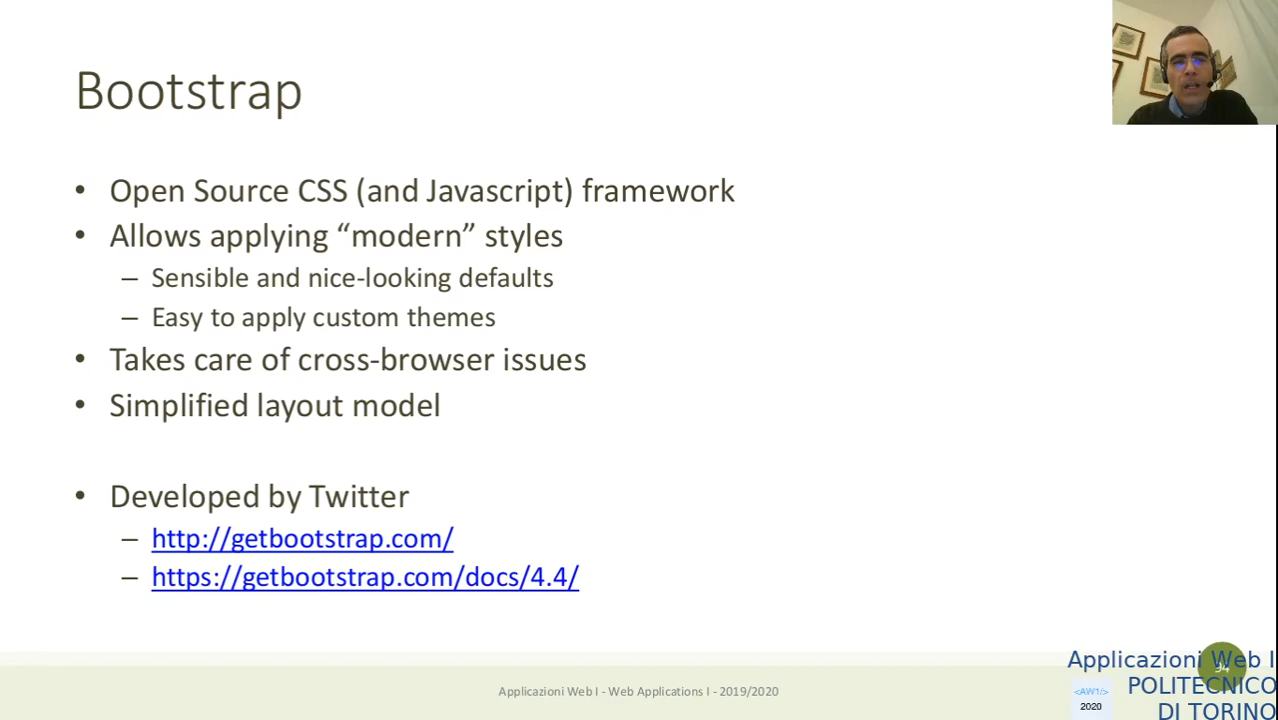 Bootstrap
• Open Source CSS (and Javascript) framework
• Allows applying “modern” styles
– Sensible and nice-looking defaults
– Easy to apply custom themes
• Takes care of cross-browser issues
• Simplified layout model
• Developed by Twitter
– http://getbootstrap.com/
– https://getbootstrap.com/docs/4.4/
Applicazioni Web I - Web Applications I - 2019/2020
Applicazioni Web I
POLITECNICO
DI TORINO
<AW1/>
2020